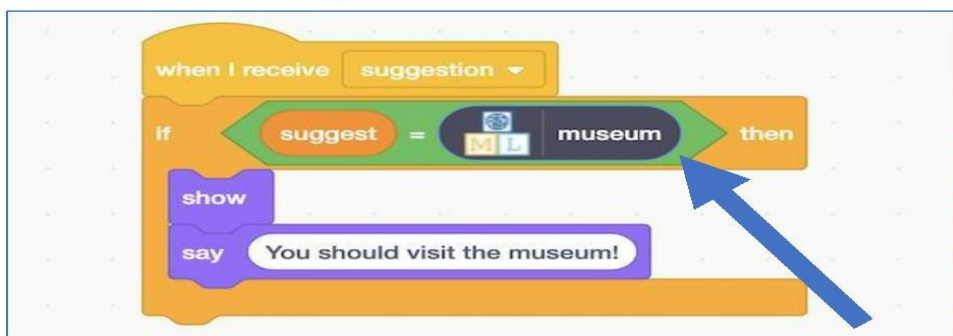 when I receive suggestion
if suggest = ML museum then
show
say You should visit the museum!